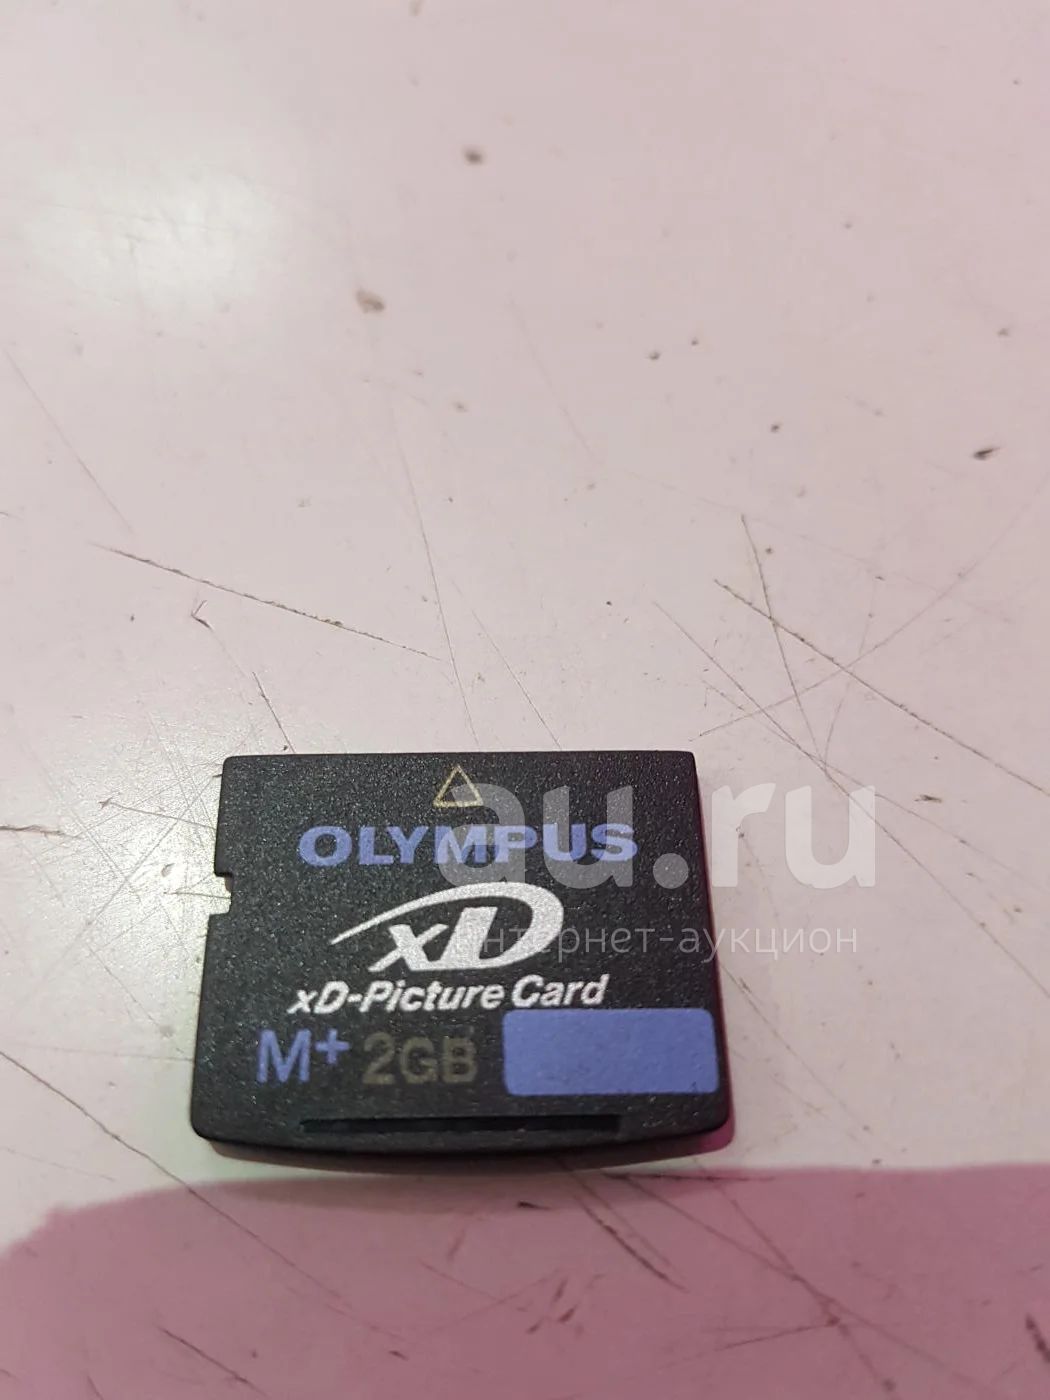 OLYMPUS
au.ru
xD
интернет-аукцион
xD-Picture Card
M+ 2GB